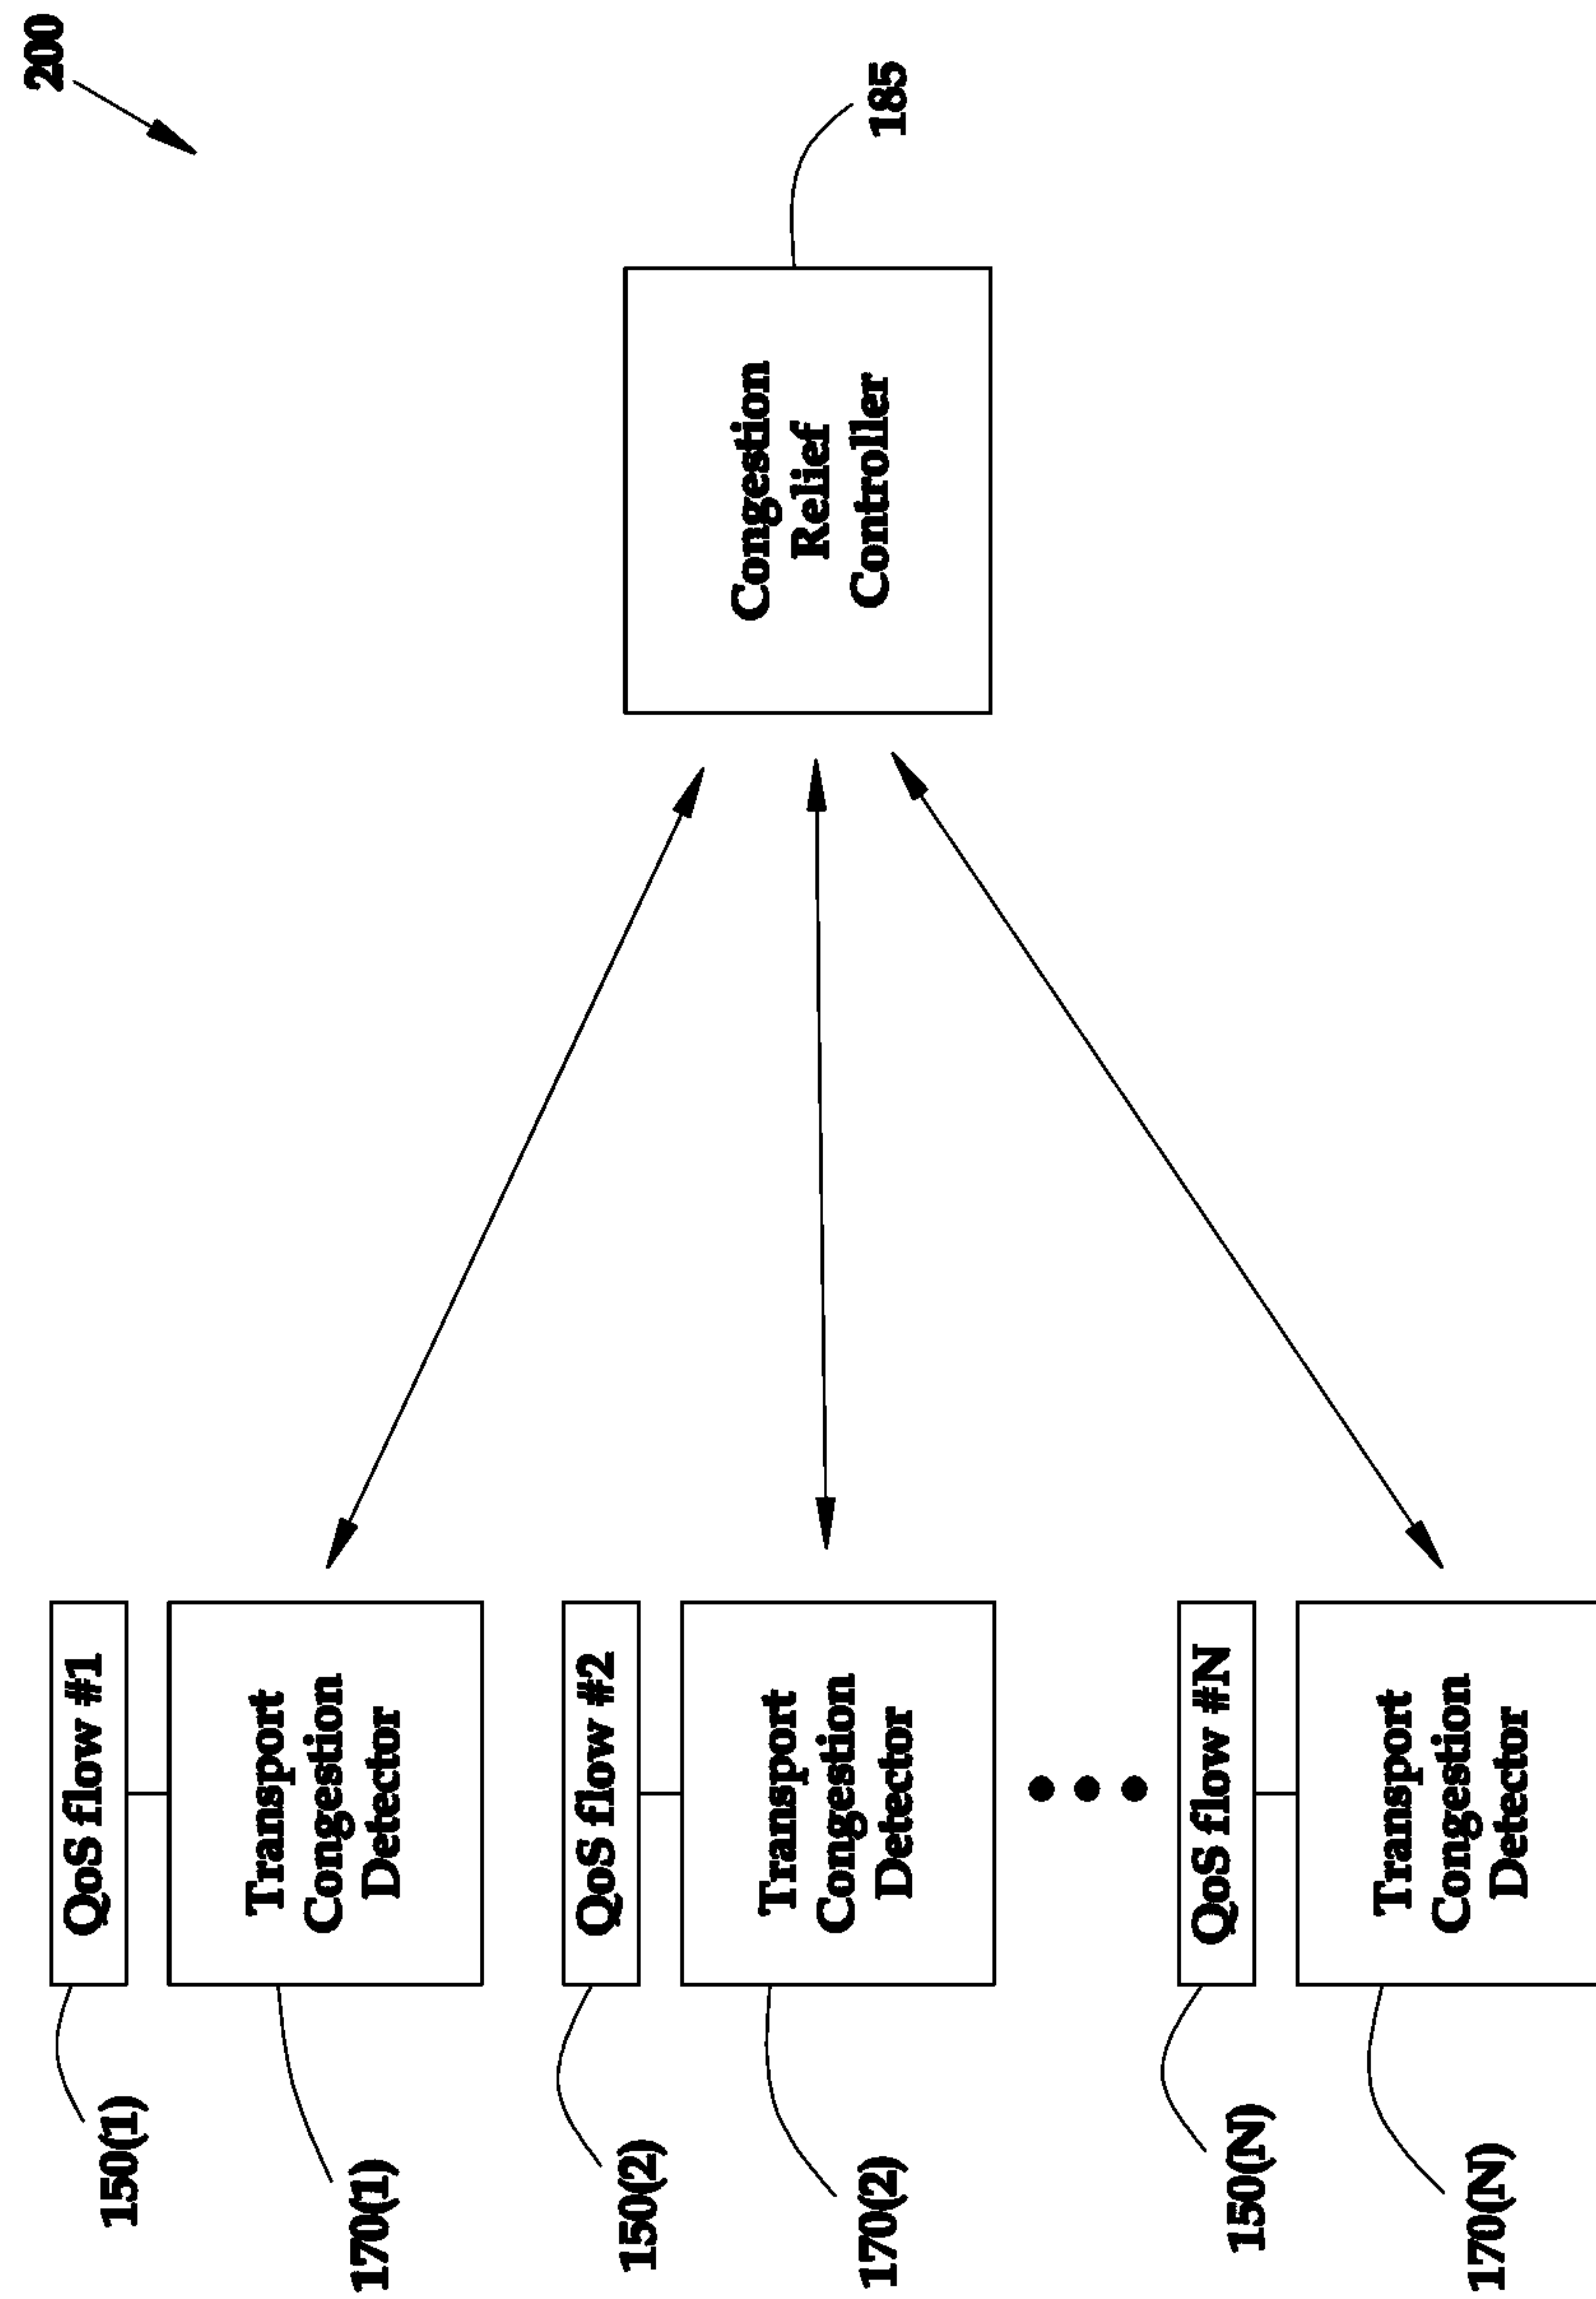 200
150(1)
QoS flow #1
170(1)
Transport
Congestion
Detector
150(2)
QoS flow #2
170(2)
Transport
Congestion
Detector
150(N)
QoS flow #N
170(N)
Transport
Congestion
Detector
Congestion
Relief
Controller
185